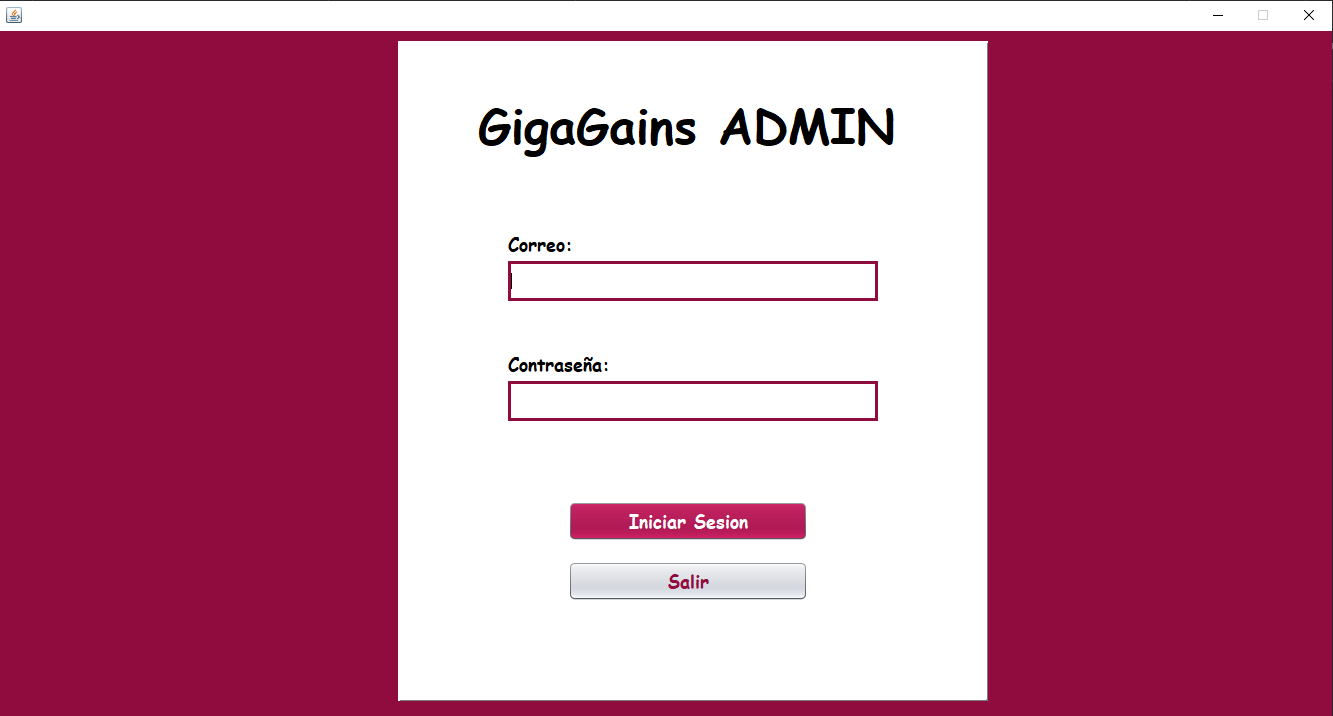 GigaGains ADMIN
Correo:
Contraseña:
Iniciar Sesion
Salir